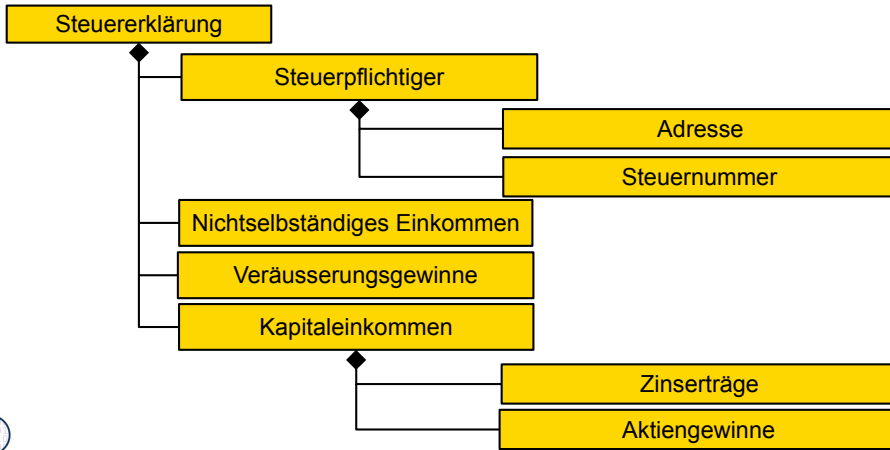 Steuererklärung
Steuerpflichtiger
Adresse
Steuernummer
Nichtselbständiges Einkommen
Veräusserungsgewinne
Kapitaleinkommen
Zinserträge
Aktiengewinne